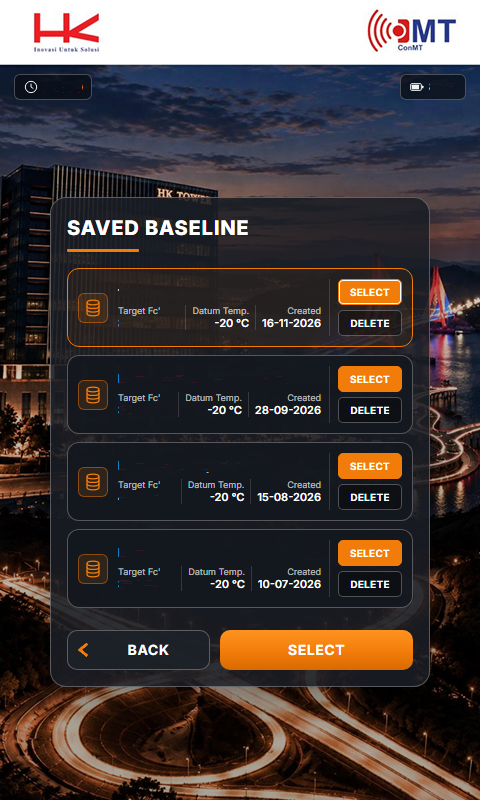 HK
Inovasi Untuk Solusi
MT
ConMT
HK TOWER
SAVED BASELINE
Target Fc' Datum Temp. Created
-20 °C 16-11-2026
SELECT
DELETE
Target Fc' Datum Temp. Created
-20 °C 28-09-2026
SELECT
DELETE
Target Fc' Datum Temp. Created
-20 °C 15-08-2026
SELECT
DELETE
Target Fc' Datum Temp. Created
-20 °C 10-07-2026
SELECT
DELETE
BACK
SELECT